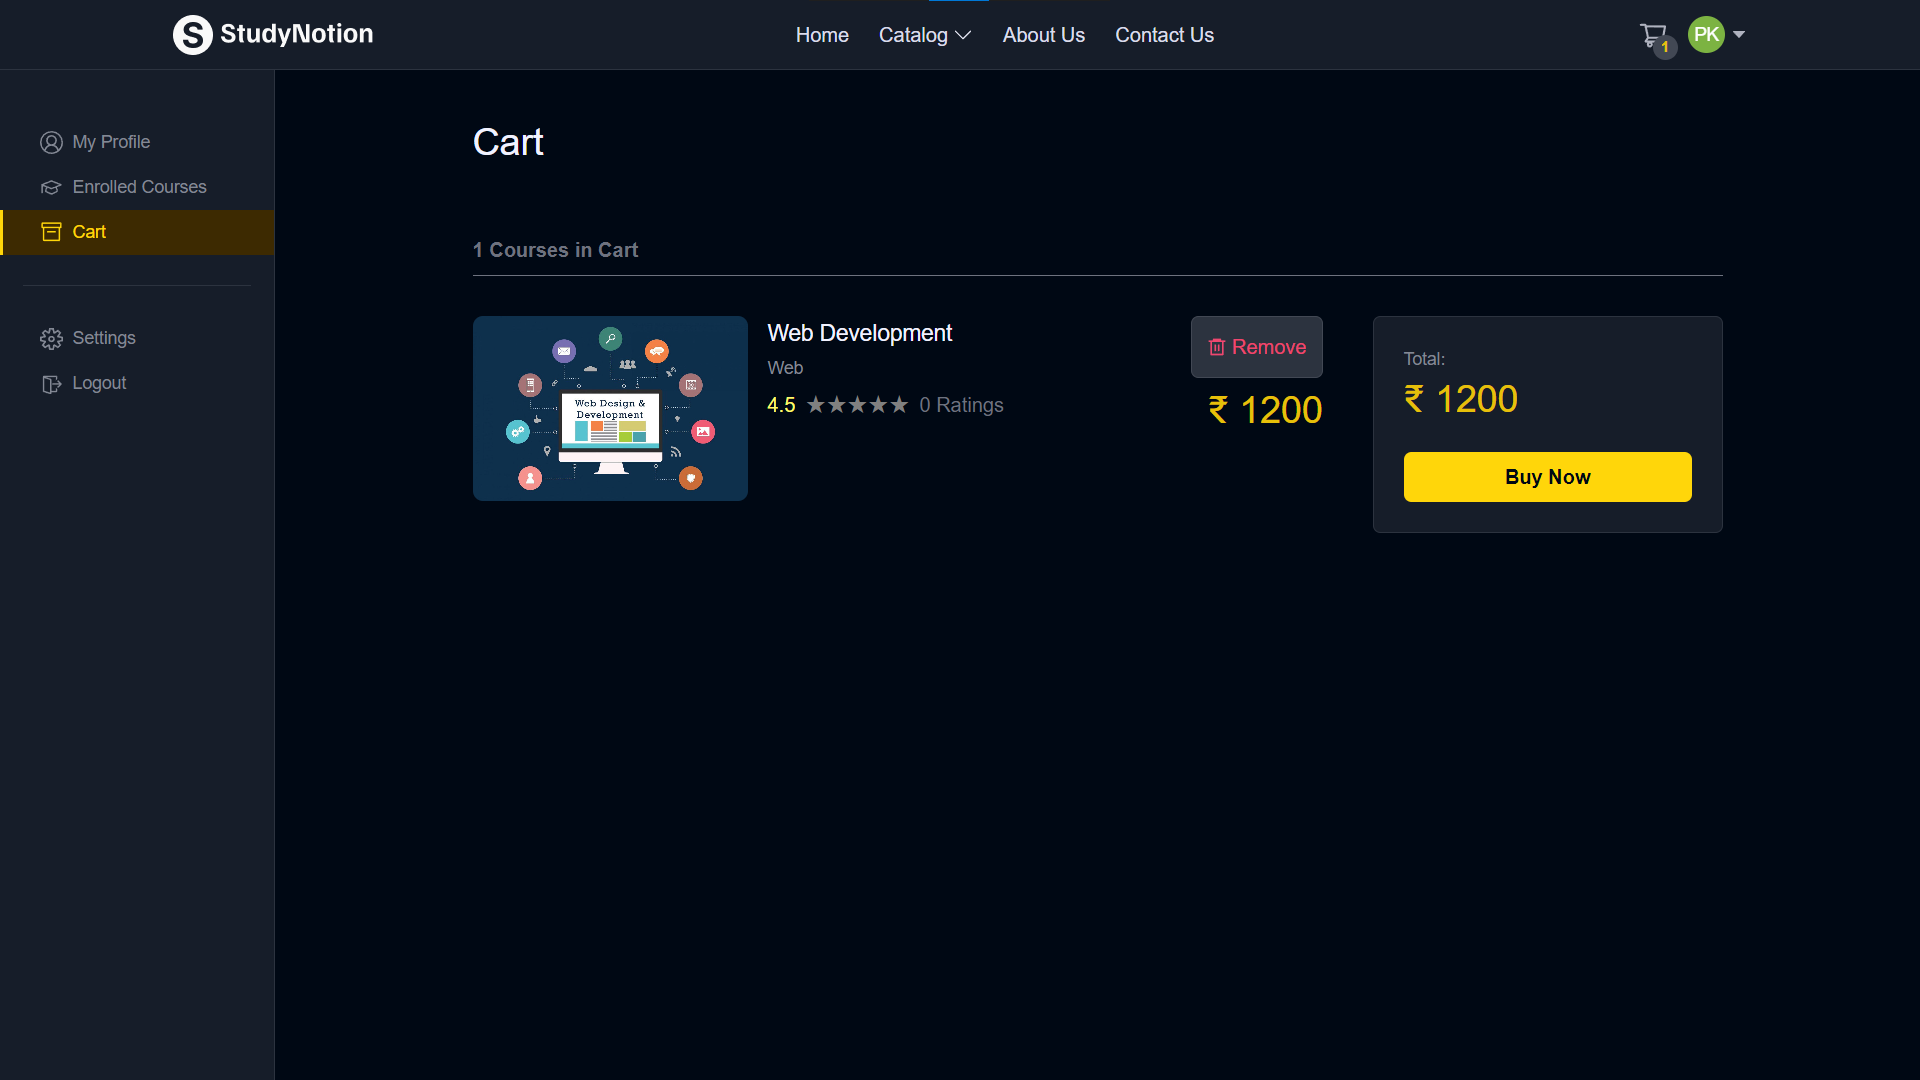 StudyNotion
Home Catalog About Us Contact Us
1
PK
My Profile
Enrolled Courses
Cart
Settings
Logout
Cart
1 Courses in Cart
Web Design &
Development
Web Development
Web
4.5 ★★★★★ 0 Ratings
Remove
₹ 1200
Total:
₹ 1200
Buy Now